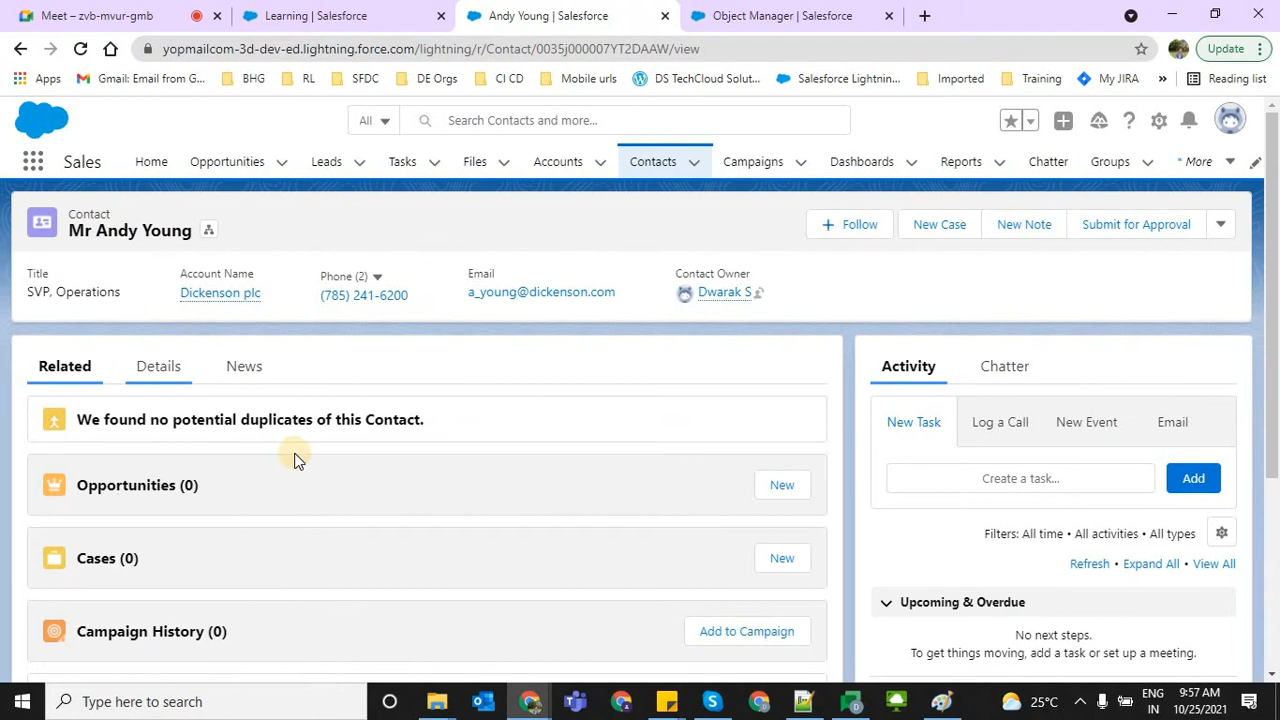 Meet – zvb-mvur-gmb
Learning | Salesforce
Andy Young | Salesforce
Object Manager | Salesforce
yopmailcom-3d-dev-ed.lightning.force.com/lightning/r/Contact/0035j000007YT2DAAW/view
Update
Apps
Gmail: Email from G...
BHG
RL
SFDC
DE Orgs
CI CD
Mobile urls
DS TechCloud Solut...
Salesforce Lightnin...
Imported
Training
My JIRA
»
Reading list
All
Search Contacts and more...
Sales
Home
Opportunities
Leads
Tasks
Files
Accounts
Contacts
Campaigns
Dashboards
Reports
Chatter
Groups
* More
Contact
Mr Andy Young
Follow
New Case
New Note
Submit for Approval
Title
SVP, Operations
Account Name
Dickenson plc
Phone (2)
(785) 241-6200
Email
a_young@dickenson.com
Contact Owner
Dwarak S
Related
Details
News
We found no potential duplicates of this Contact.
Opportunities (0)
New
Cases (0)
New
Campaign History (0)
Add to Campaign
Activity
Chatter
New Task
Log a Call
New Event
Email
Create a task...
Add
Filters: All time • All activities • All types
Refresh • Expand All • View All
Upcoming & Overdue
No next steps.
To get things moving, add a task or set up a meeting.
Type here to search
25°C
ENG
IN
9:57 AM
10/25/2021